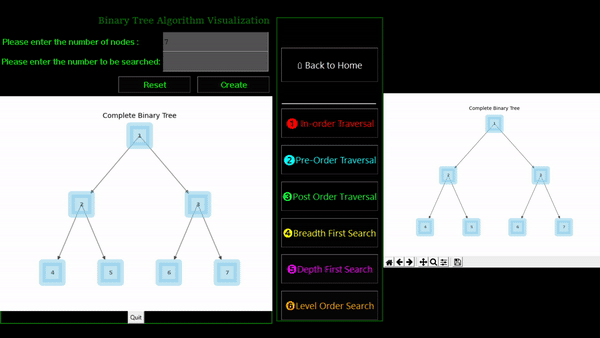 Binary Tree Algorithm Visualization
Please enter the number of nodes : 7
Please enter the number to be searched:
Reset Create
Complete Binary Tree
1
2 3
4 5 6 7
Quit
Back to Home
1 In-order Traversal
2 Pre-Order Traversal
3 Post Order Traversal
4 Breadth First Search
5 Depth First Search
6 Level Order Search
Complete Binary Tree
1
2 3
4 5 6 7